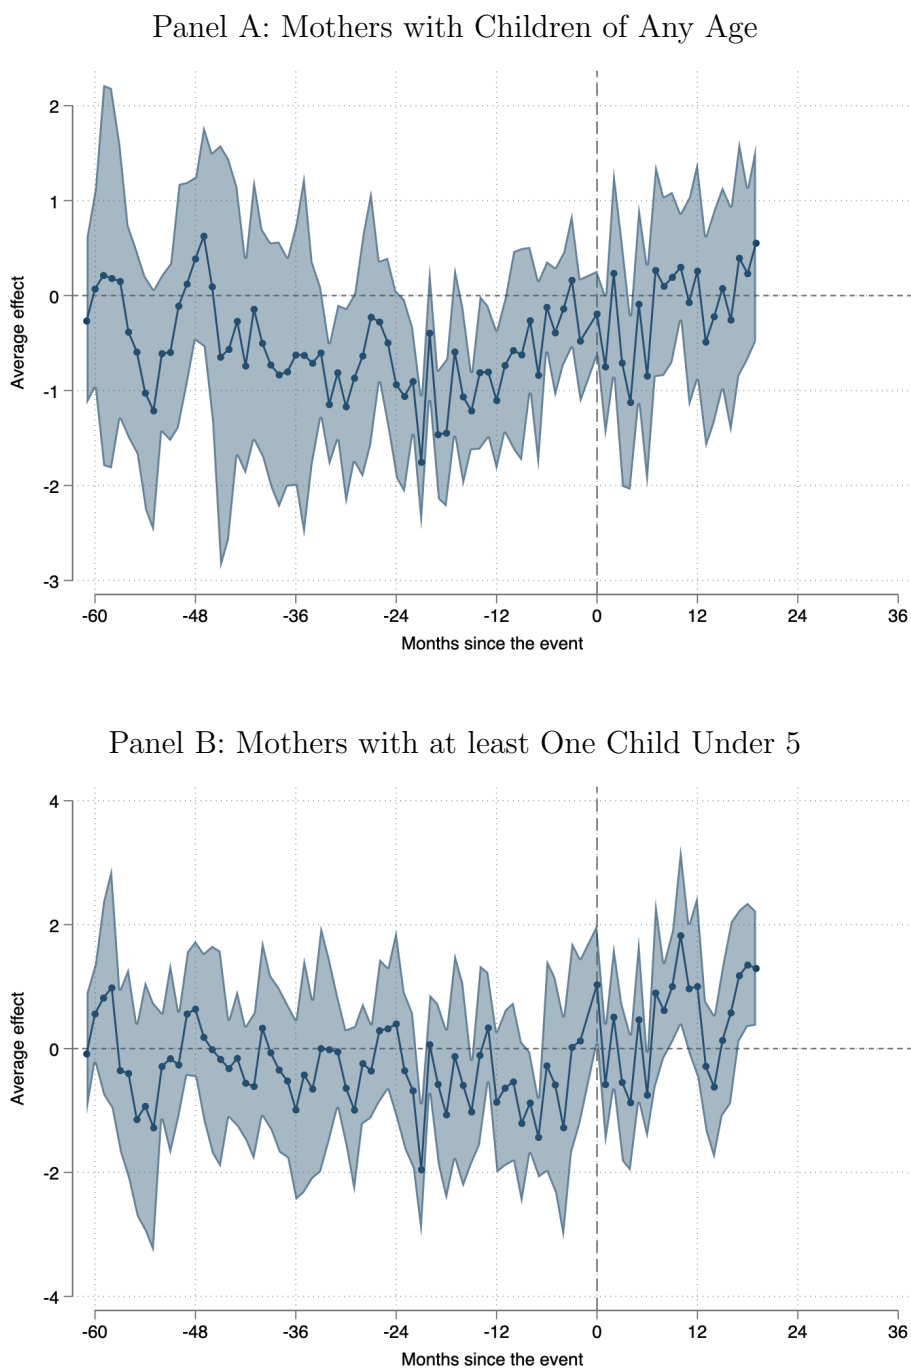 Panel A: Mothers with Children of Any Age
2
1
0
-1
-2
-3
Average effect
-60 -48 -36 -24 -12 0 12 24 36
Months since the event
Panel B: Mothers with at least One Child Under 5
4
2
0
-2
-4
Average effect
-60 -48 -36 -24 -12 0 12 24 36
Months since the event